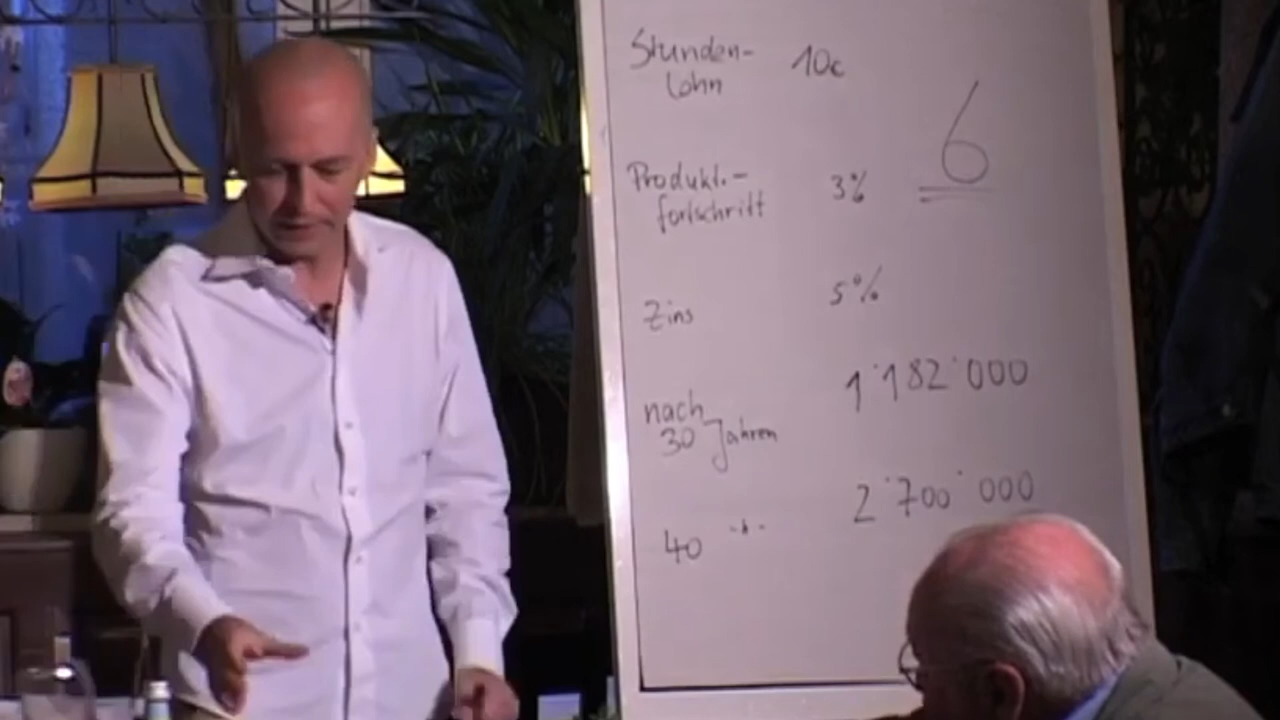 Stunden-
lohn 10€
6
Produkt.-
fortschritt 3%
Zins 5%
nach
30 Jahren 1'182'000
40 -"- 2'700'000